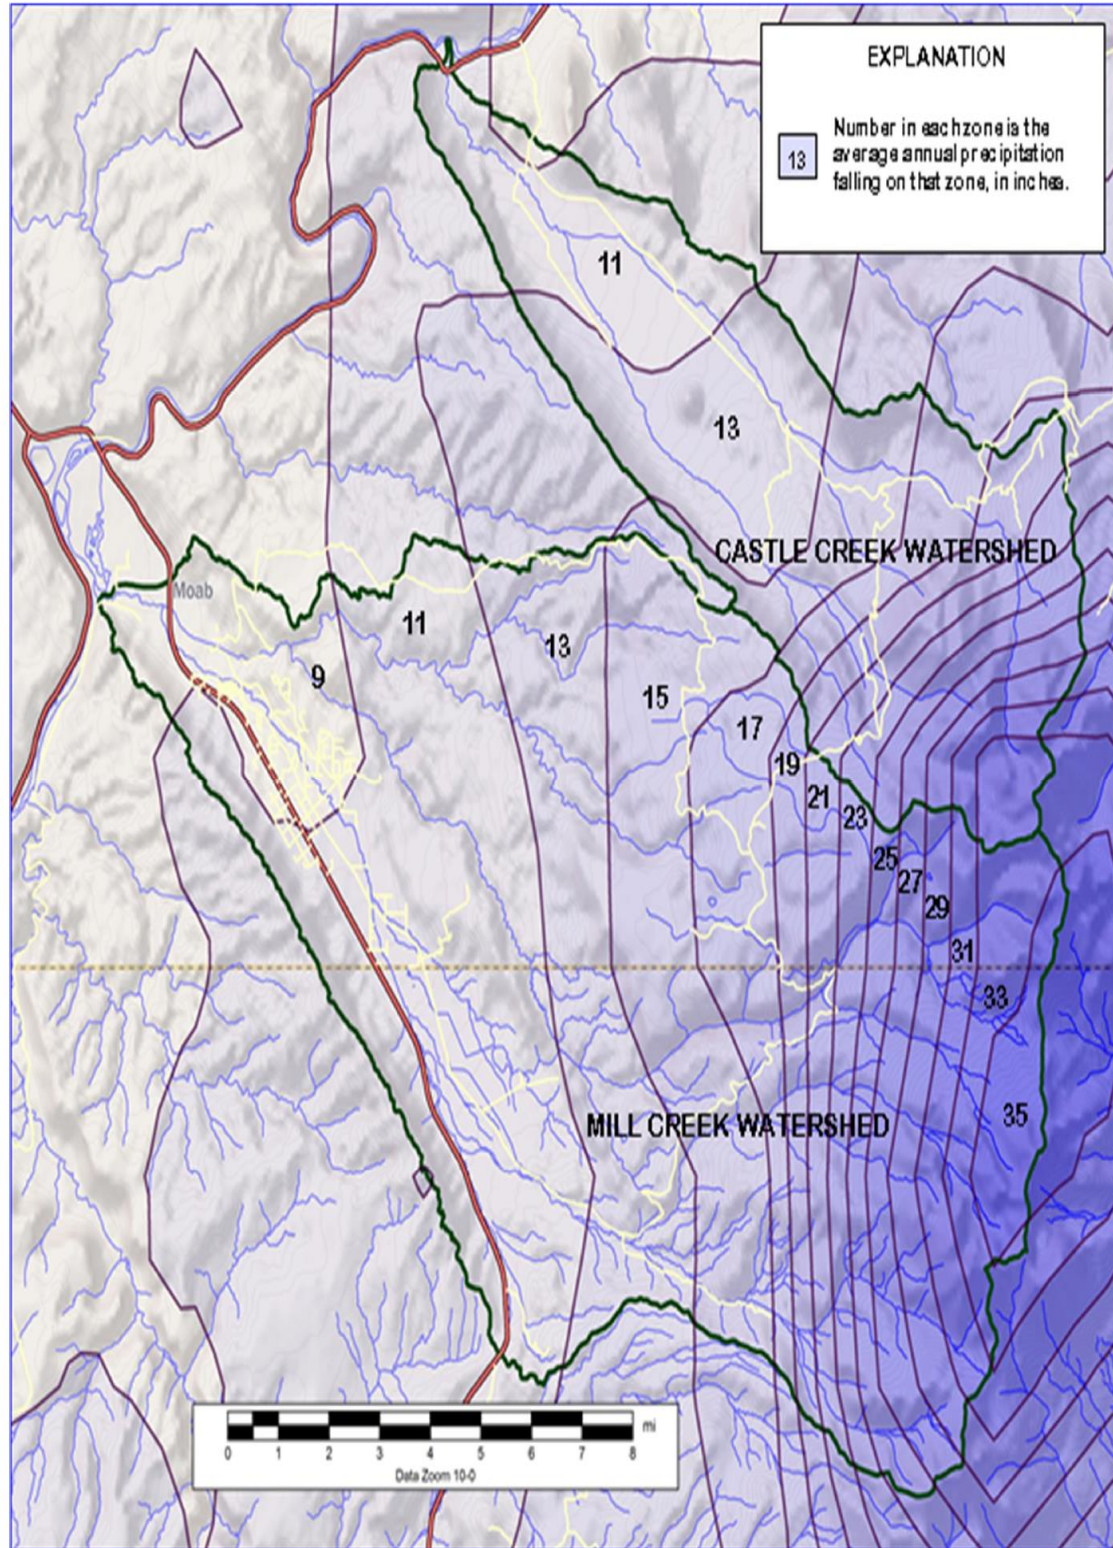 EXPLANATION
13
Number in each zone is the
average annual precipitation
falling on that zone, in inches.
11
13
CASTLE CREEK WATERSHED
Moab
11
13
9
15
17
19
21
23
25
27
29
31
33
35
MILL CREEK WATERSHED
mi
0 1 2 3 4 5 6 7 8
Data Zoom 10-0